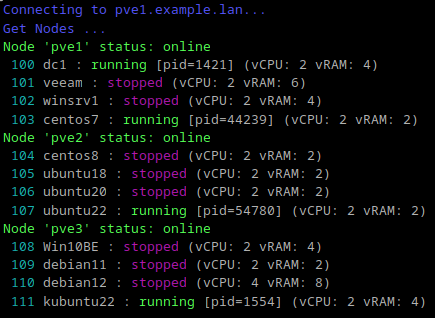 Connecting to pve1.example.lan...
Get Nodes ...
Node 'pve1' status: online
100 dc1 : running [pid=1421] (vCPU: 2 vRAM: 4)
101 veeam : stopped (vCPU: 2 vRAM: 6)
102 winsrv1 : stopped (vCPU: 2 vRAM: 4)
103 centos7 : running [pid=44239] (vCPU: 2 vRAM: 2)
Node 'pve2' status: online
104 centos8 : stopped (vCPU: 2 vRAM: 2)
105 ubuntu18 : stopped (vCPU: 2 vRAM: 2)
106 ubuntu20 : stopped (vCPU: 2 vRAM: 2)
107 ubuntu22 : running [pid=54780] (vCPU: 2 vRAM: 2)
Node 'pve3' status: online
108 Win10BE : stopped (vCPU: 2 vRAM: 4)
109 debian11 : stopped (vCPU: 2 vRAM: 2)
110 debian12 : stopped (vCPU: 4 vRAM: 8)
111 kubuntu22 : running [pid=1554] (vCPU: 2 vRAM: 4)